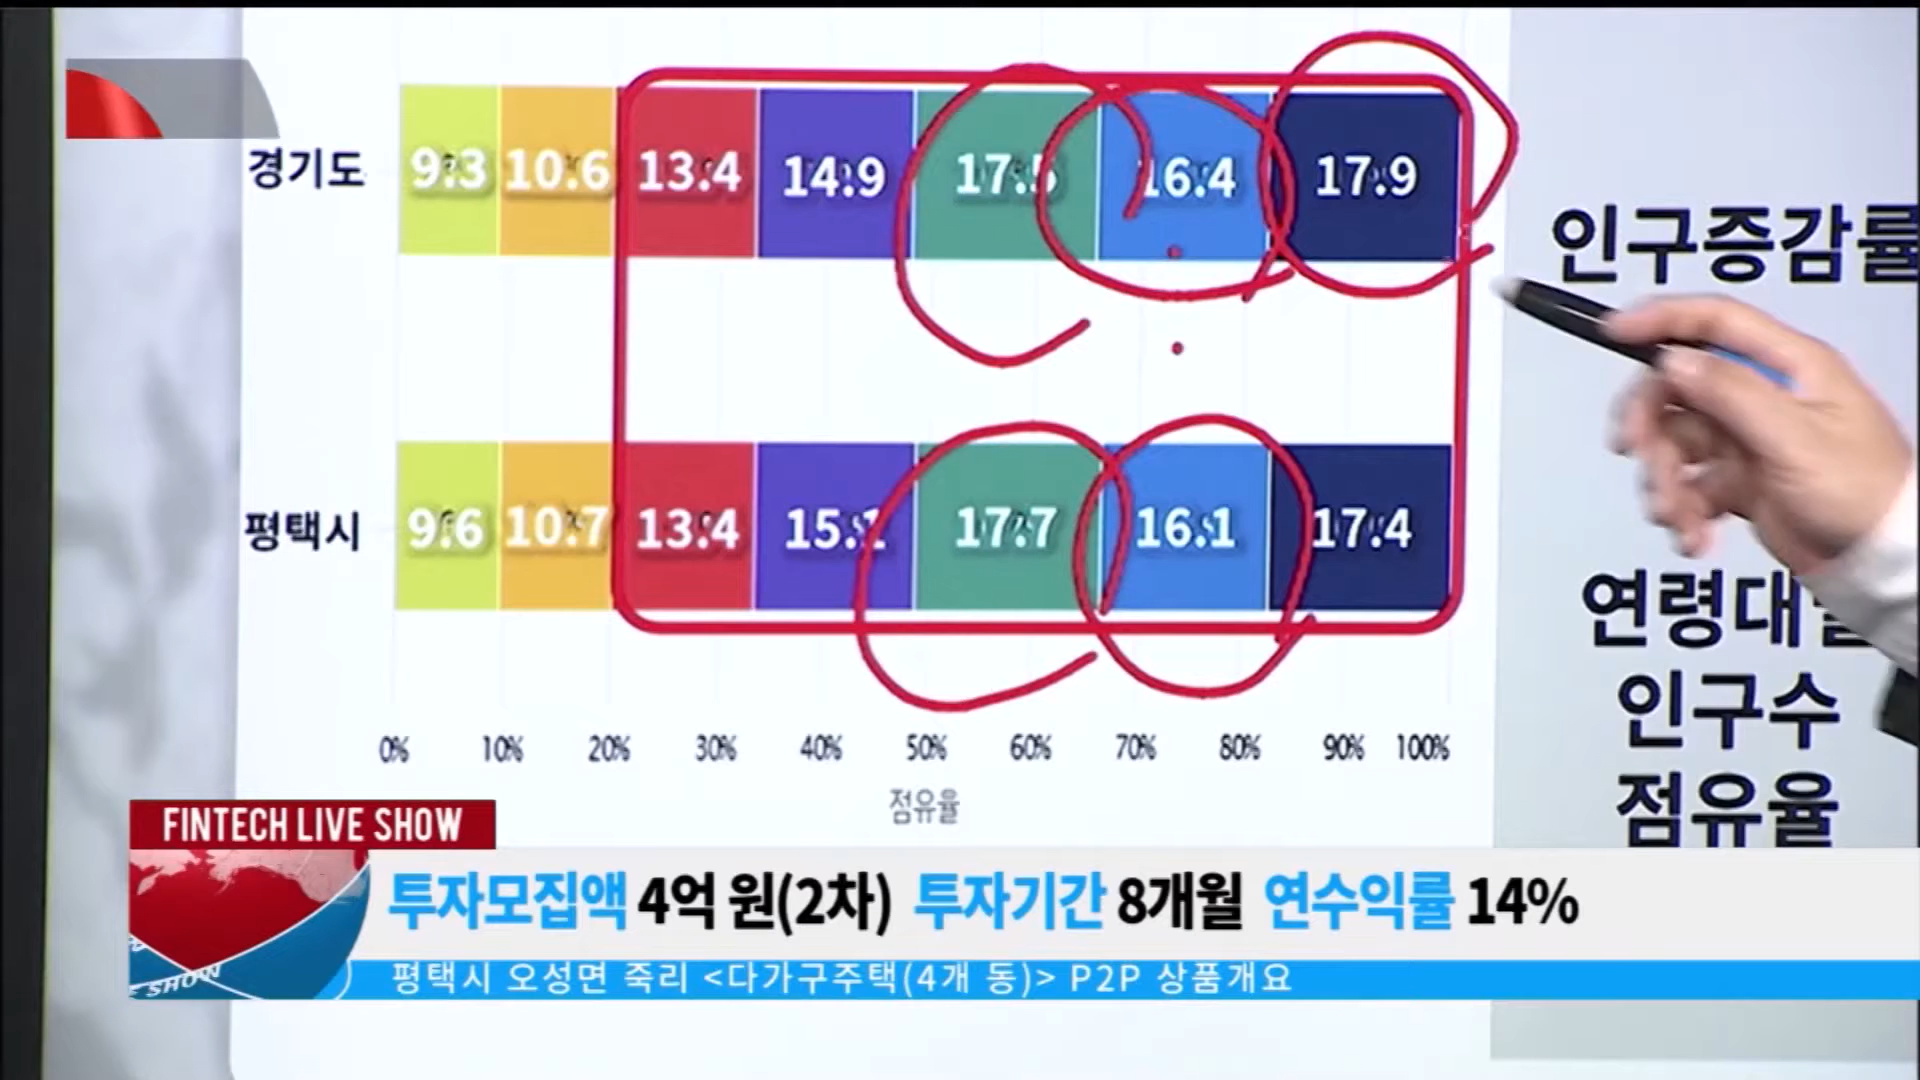 경기도 9.3 10.6 13.4 14.9 17.5 16.4 17.9
인구증감률
평택시 9.6 10.7 13.4 15.1 17.7 16.1 17.4
연령대별
인구수
점유율
0% 10% 20% 30% 40% 50% 60% 70% 80% 90% 100%
점유율
FINTECH LIVE SHOW
투자모집액 4억 원(2차) 투자기간 8개월 연수익률 14%
SHOW
평택시 오성면 죽리 <다가구주택(4개 동)> P2P 상품개요